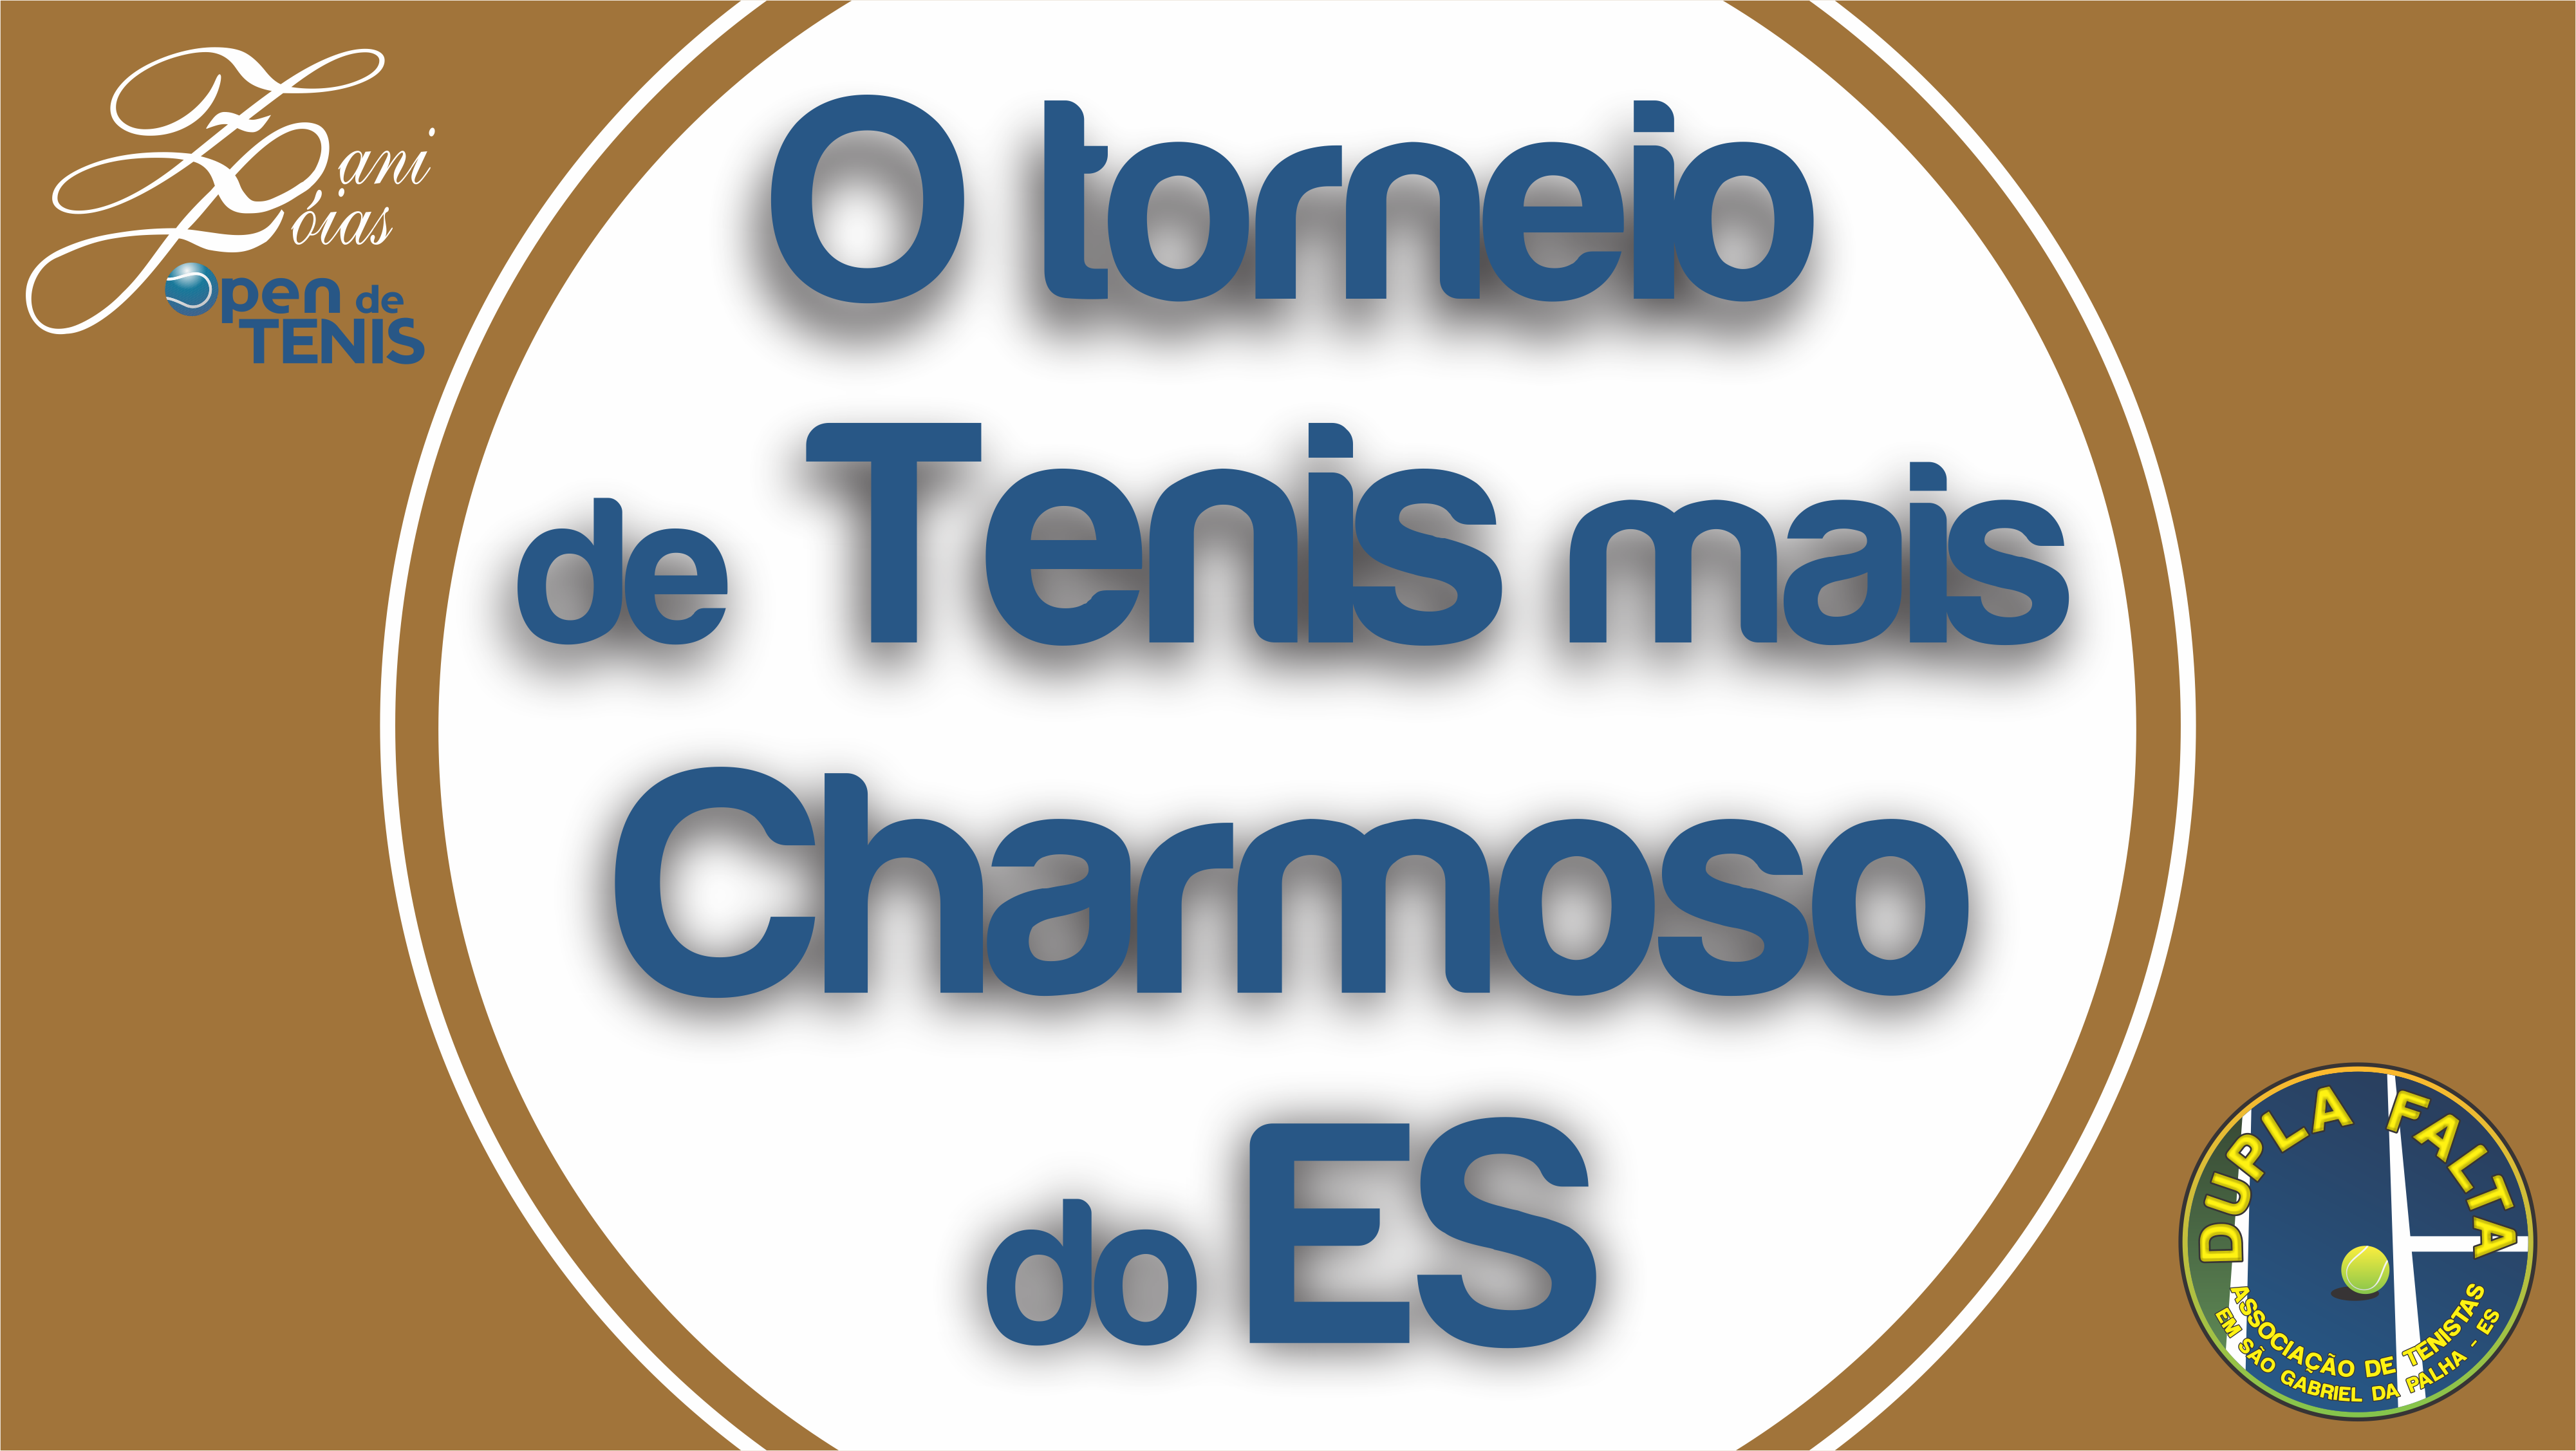 Zani
Jóias
Open de
TENIS
O torneio
de Tenis mais
Charmoso
do ES
DUPLA FALTA
ASSOCIAÇÃO DE TENISTAS
EM SÃO GABRIEL DA PALHA - ES